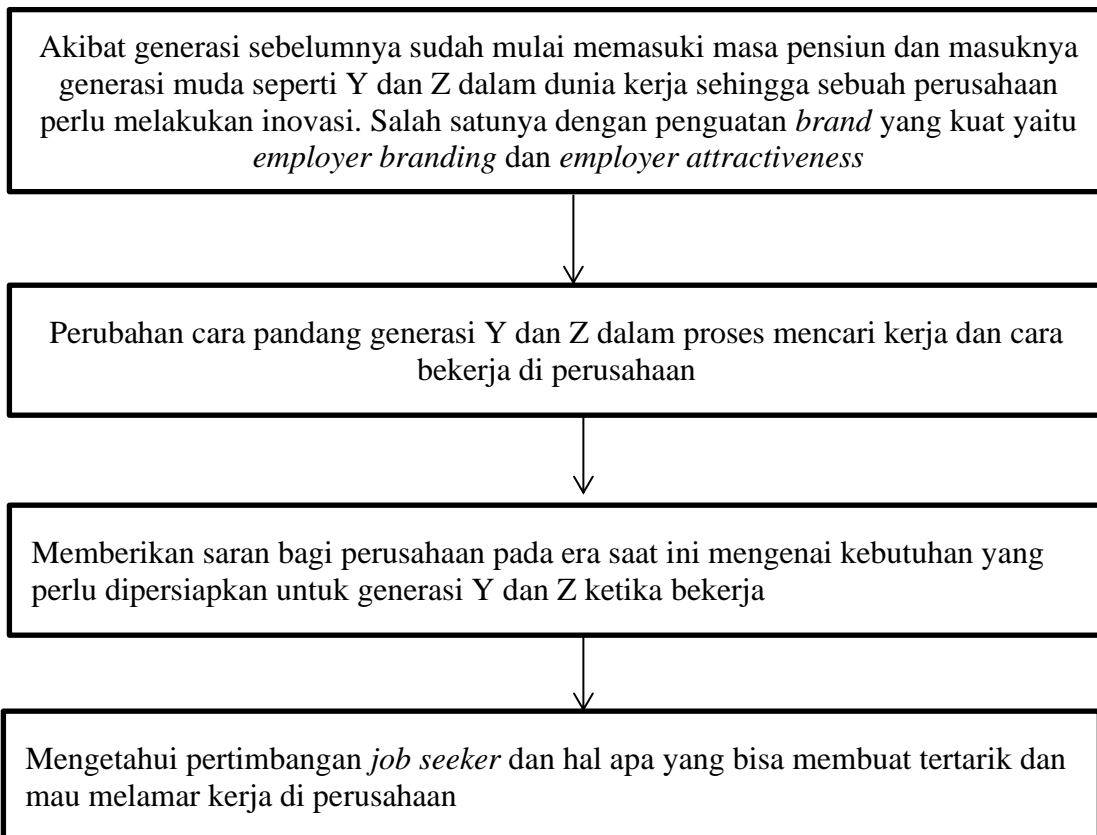 Akibat generasi sebelumnya sudah mulai memasuki masa pensiun dan masuknya
generasi muda seperti Y dan Z dalam dunia kerja sehingga sebuah perusahaan
perlu melakukan inovasi. Salah satunya dengan penguatan brand yang kuat yaitu
employer branding dan employer attractiveness
Perubahan cara pandang generasi Y dan Z dalam proses mencari kerja dan cara
bekerja di perusahaan
Memberikan saran bagi perusahaan pada era saat ini mengenai kebutuhan yang
perlu dipersiapkan untuk generasi Y dan Z ketika bekerja
Mengetahui pertimbangan job seeker dan hal apa yang bisa membuat tertarik dan
mau melamar kerja di perusahaan